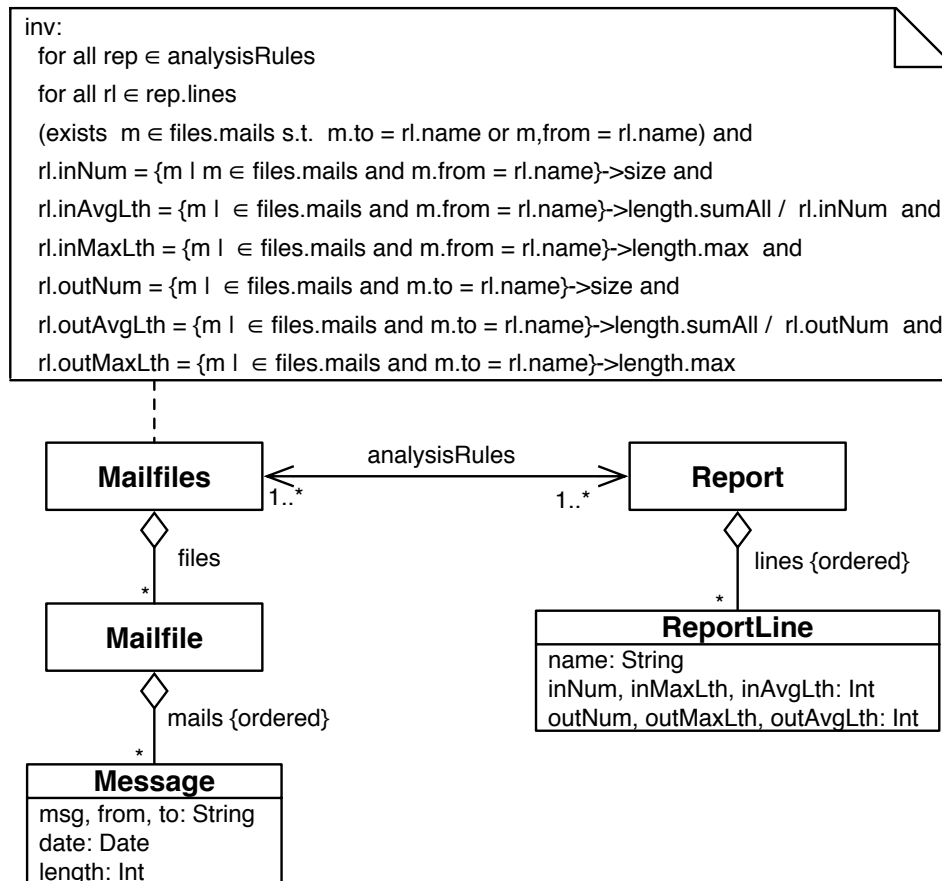 inv:
for all rep ∈ analysisRules
for all rl ∈ rep.lines
(exists m ∈ files.mails s.t. m.to = rl.name or m,from = rl.name) and
rl.inNum = {m | m ∈ files.mails and m.from = rl.name}->size and
rl.inAvgLth = {m | ∈ files.mails and m.from = rl.name}->length.sumAll / rl.inNum and
rl.inMaxLth = {m | ∈ files.mails and m.from = rl.name}->length.max and
rl.outNum = {m | ∈ files.mails and m.to = rl.name}->size and
rl.outAvgLth = {m | ∈ files.mails and m.to = rl.name}->length.sumAll / rl.outNum and
rl.outMaxLth = {m | ∈ files.mails and m.to = rl.name}->length.max
Mailfiles
analysisRules
1..*
1..*
Report
files
*
lines {ordered}
*
Mailfile
mails {ordered}
*
ReportLine
name: String
inNum, inMaxLth, inAvgLth: Int
outNum, outMaxLth, outAvgLth: Int
Message
msg, from, to: String
date: Date
length: Int